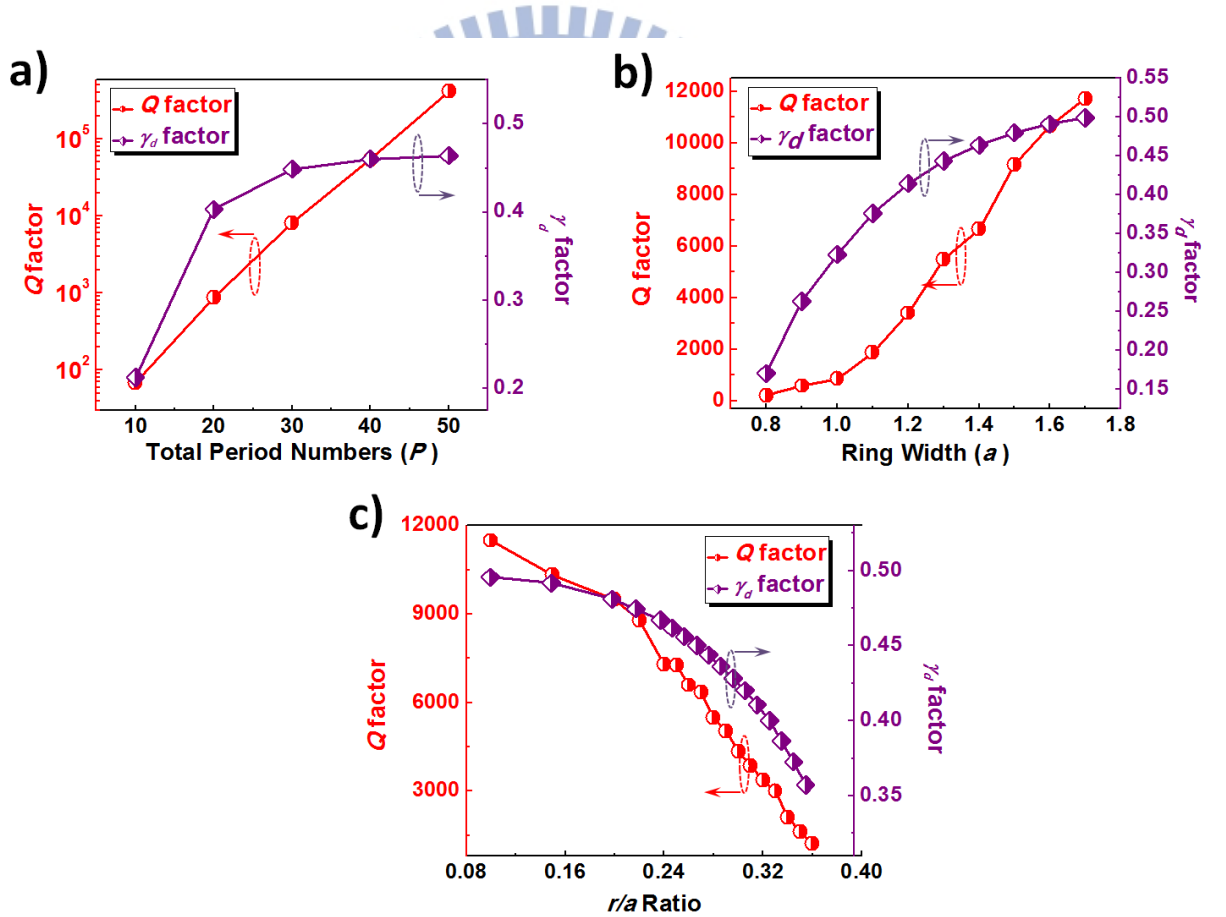 a)
Q factor
γd factor
10^5
10^4
10^3
10^2
Q factor
0.5
0.4
0.3
0.2
γd factor
10 20 30 40 50
Total Period Numbers (P)
b)
Q factor
γd factor
12000
10000
8000
6000
4000
2000
0
Q factor
0.55
0.50
0.45
0.40
0.35
0.30
0.25
0.20
0.15
γd factor
0.8 1.0 1.2 1.4 1.6 1.8
Ring Width (a)
c)
Q factor
γd factor
12000
9000
6000
3000
Q factor
0.50
0.45
0.40
0.35
γd factor
0.08 0.16 0.24 0.32 0.40
r/a Ratio